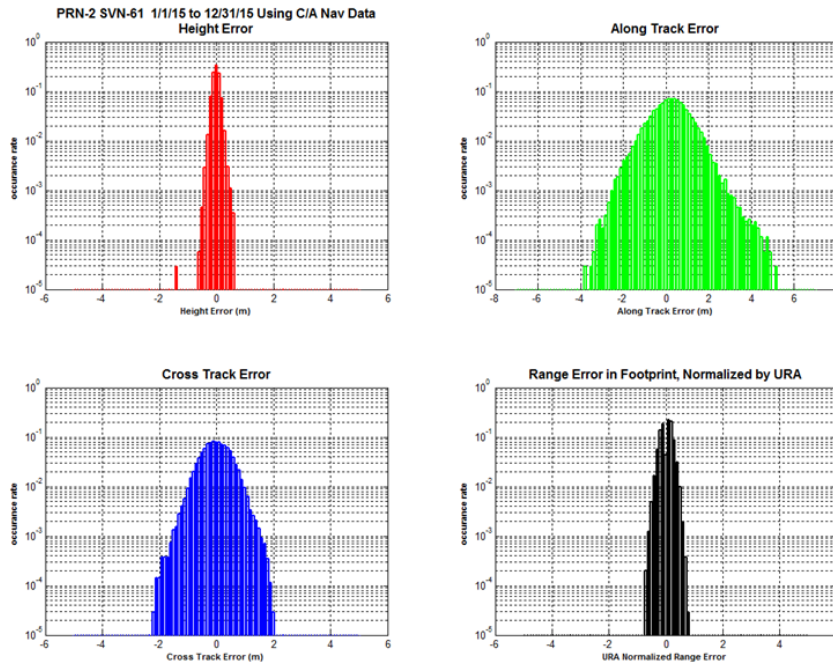 PRN-2 SVN-61 1/1/15 to 12/31/15 Using C/A Nav Data
Height Error
10^0
10^-1
10^-2
10^-3
10^-4
10^-5
occurance rate
-6 -4 -2 0 2 4 6
Height Error (m)
Along Track Error
10^0
10^-1
10^-2
10^-3
10^-4
10^-5
occurance rate
-8 -6 -4 -2 0 2 4 6
Along Track Error (m)
Cross Track Error
10^0
10^-1
10^-2
10^-3
10^-4
10^-5
occurance rate
-6 -4 -2 0 2 4 6
Cross Track Error (m)
Range Error in Footprint, Normalized by URA
10^0
10^-1
10^-2
10^-3
10^-4
10^-5
occurance rate
-6 -4 -2 0 2 4
URA Normalized Range Error